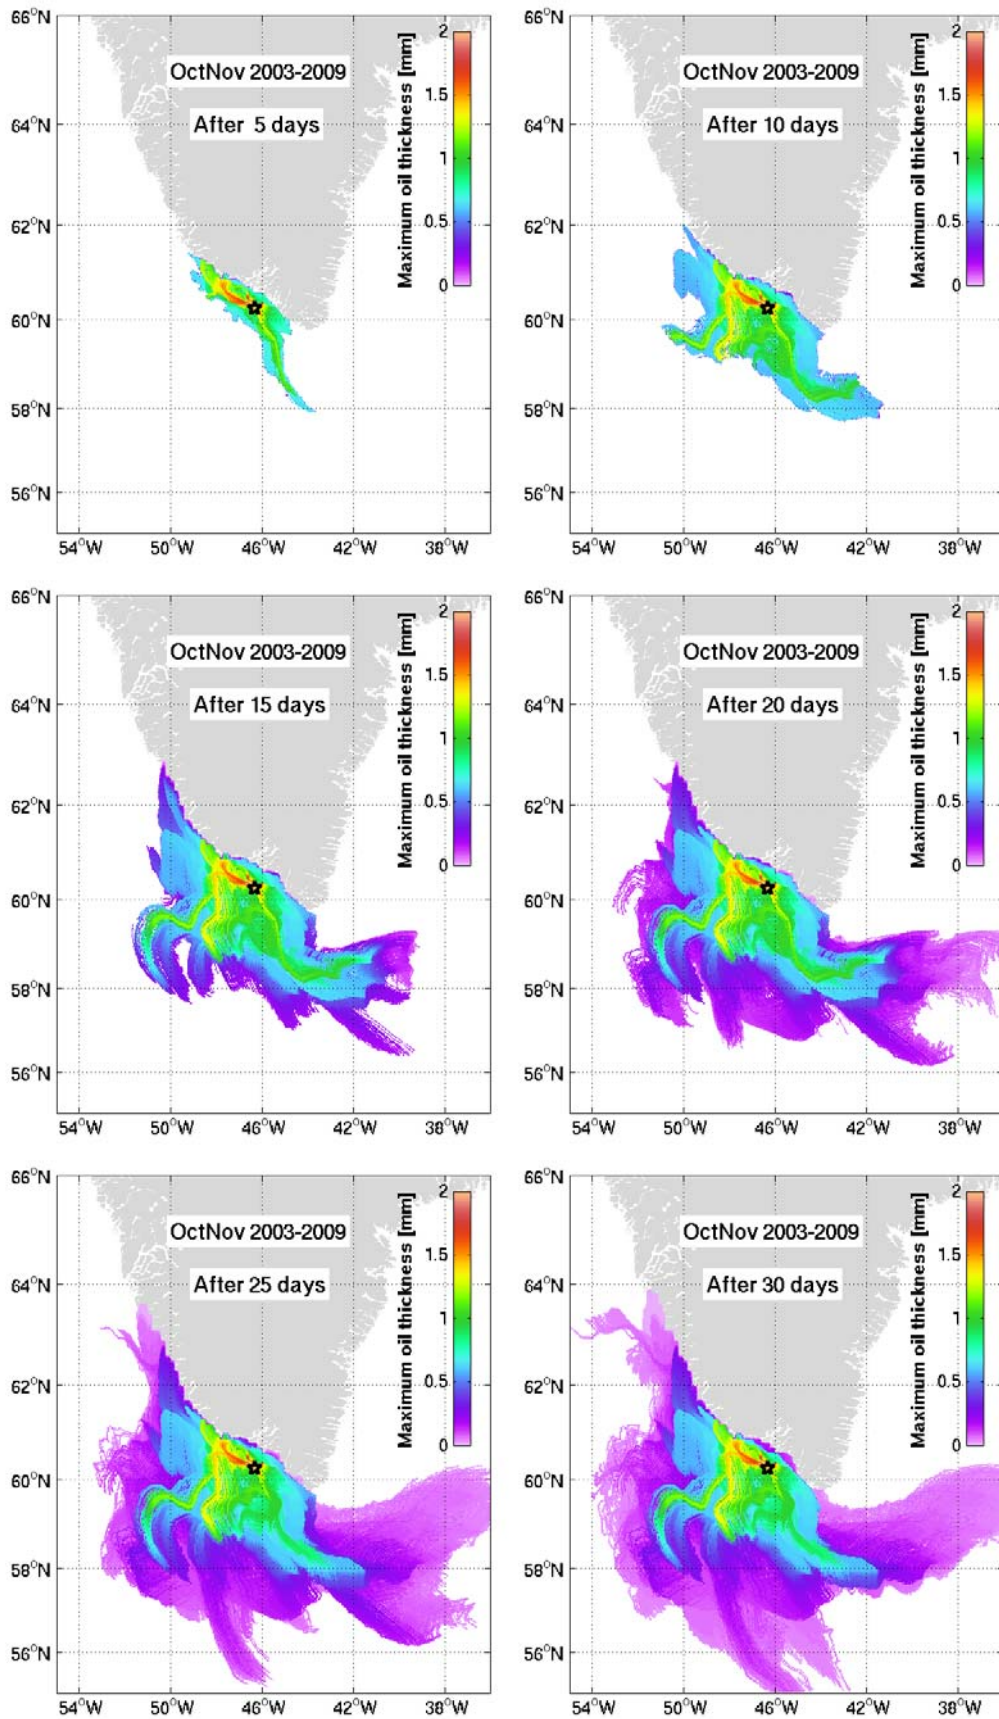 66°N
64°N
62°N
60°N
58°N
56°N
54°W 50°W 46°W 42°W 38°W
OctNov 2003-2009
After 5 days
Maximum oil thickness [mm]
2
1.5
1
0.5
0
66°N
64°N
62°N
60°N
58°N
56°N
54°W 50°W 46°W 42°W 38°W
OctNov 2003-2009
After 10 days
Maximum oil thickness [mm]
2
1.5
1
0.5
0
66°N
64°N
62°N
60°N
58°N
56°N
54°W 50°W 46°W 42°W 38°W
OctNov 2003-2009
After 15 days
Maximum oil thickness [mm]
2
1.5
1
0.5
0
66°N
64°N
62°N
60°N
58°N
56°N
54°W 50°W 46°W 42°W 38°W
OctNov 2003-2009
After 20 days
Maximum oil thickness [mm]
2
1.5
1
0.5
0
66°N
64°N
62°N
60°N
58°N
56°N
54°W 50°W 46°W 42°W 38°W
OctNov 2003-2009
After 25 days
Maximum oil thickness [mm]
2
1.5
1
0.5
0
66°N
64°N
62°N
60°N
58°N
56°N
54°W 50°W 46°W 42°W 38°W
OctNov 2003-2009
After 30 days
Maximum oil thickness [mm]
2
1.5
1
0.5
0